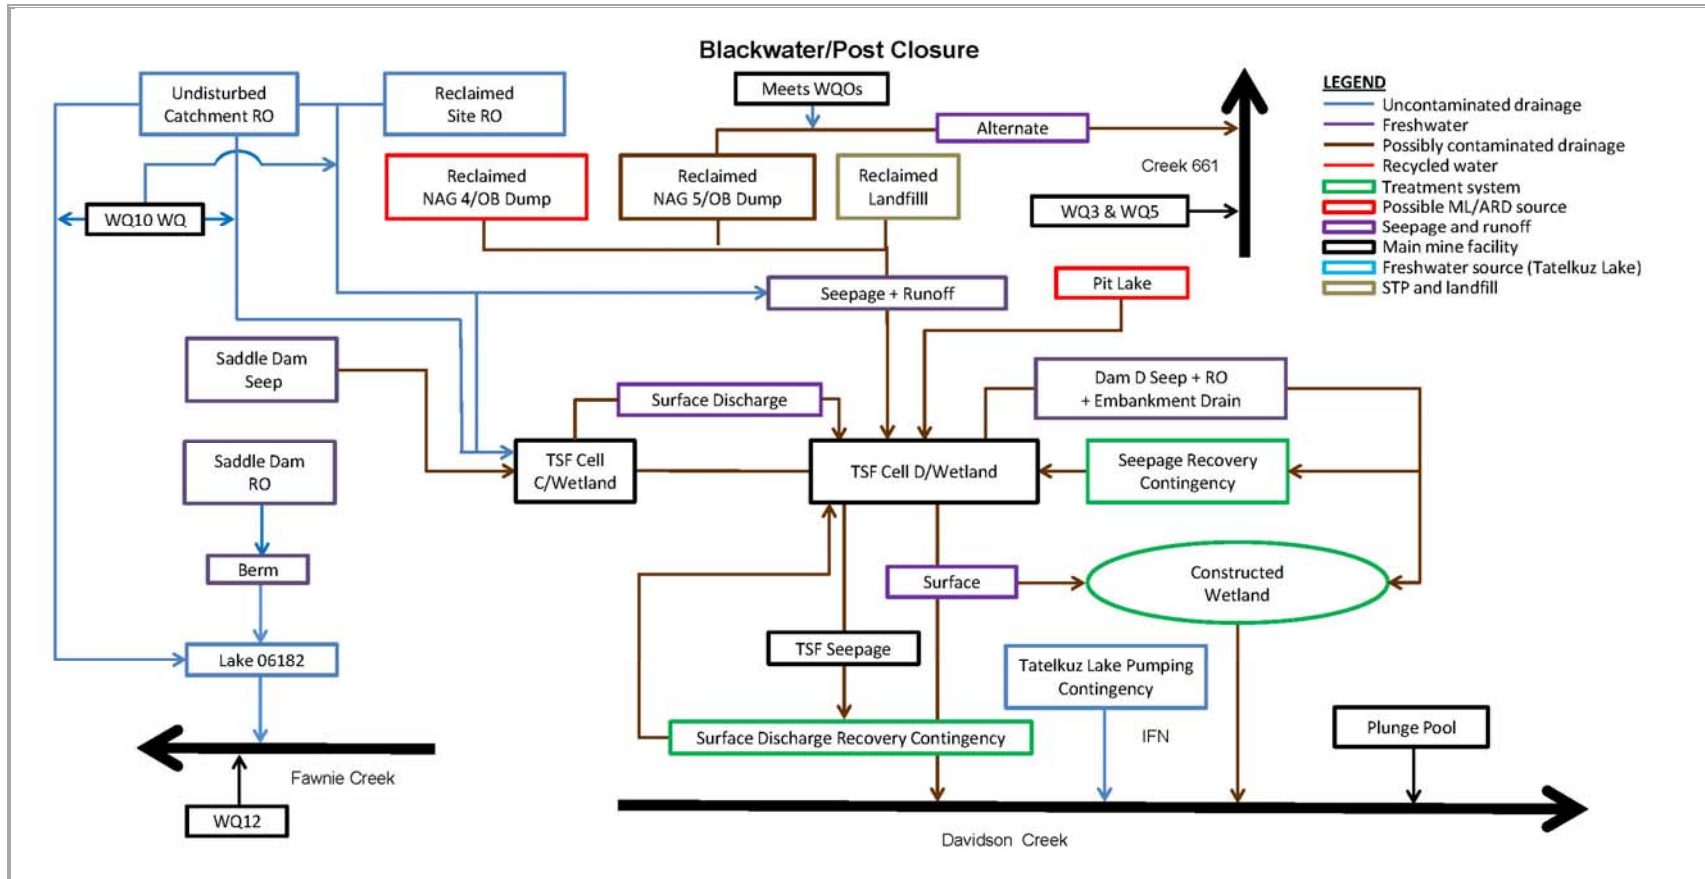 Blackwater/Post Closure
Undisturbed
Catchment RO
Reclaimed
Site RO
Meets WQOs
Alternate
Creek 661
LEGEND
Uncontaminated drainage
Freshwater
Possibly contaminated drainage
Recycled water
Treatment system
Possible ML/ARD source
Seepage and runoff
Main mine facility
Freshwater source (Tatelkuz Lake)
STP and landfill
Reclaimed
NAG 4/OB Dump
Reclaimed
NAG 5/OB Dump
Reclaimed
Landfilll
WQ10 WQ
WQ3 & WQ5
Seepage + Runoff
Pit Lake
Saddle Dam
Seep
Surface Discharge
Dam D Seep + RO
+ Embankment Drain
Saddle Dam
RO
TSF Cell
C/Wetland
TSF Cell D/Wetland
Seepage Recovery
Contingency
Berm
Surface
Constructed
Wetland
Lake 06182
TSF Seepage
Tatelkuz Lake Pumping
Contingency
Surface Discharge Recovery Contingency
IFN
Plunge Pool
Fawnie Creek
WQ12
Davidson Creek